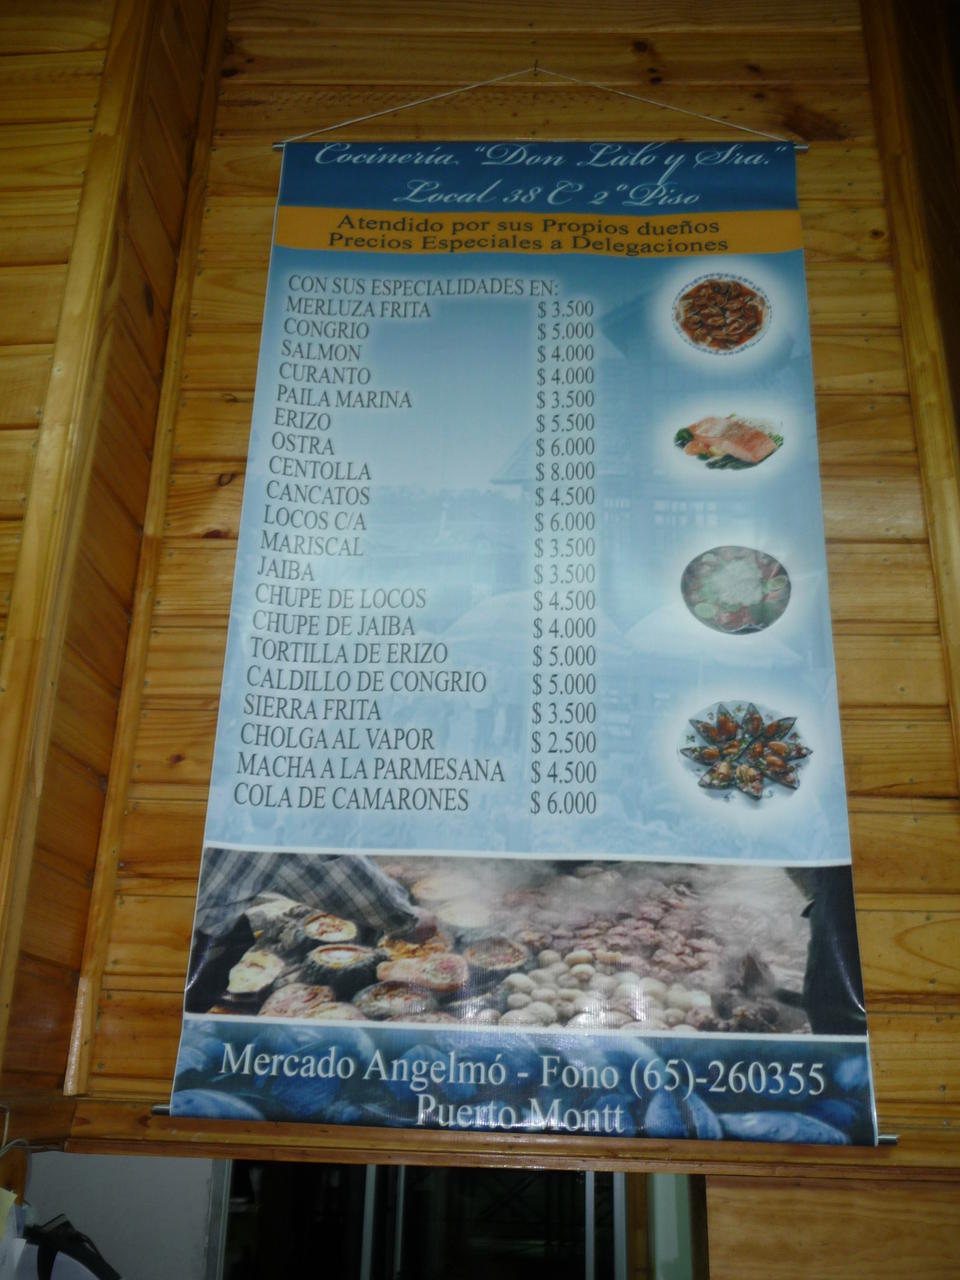 Cocinería "Don Lalo y Sra."
Local 38 C 2º Piso
Atendido por sus Propios dueños
Precios Especiales a Delegaciones
CON SUS ESPECIALIDADES EN:
MERLUZA FRITA $ 3.500
CONGRIO $ 5.000
SALMON $ 4.000
CURANTO $ 4.000
PAILA MARINA $ 3.500
ERIZO $ 5.500
OSTRA $ 6.000
CENTOLLA $ 8.000
CANCATOS $ 4.500
LOCOS C/A $ 6.000
MARISCAL $ 3.500
JAIBA $ 3.500
CHUPE DE LOCOS $ 4.500
CHUPE DE JAIBA $ 4.000
TORTILLA DE ERIZO $ 5.000
CALDILLO DE CONGRIO $ 5.000
SIERRA FRITA $ 3.500
CHOLGA AL VAPOR $ 2.500
MACHA A LA PARMESANA $ 4.500
COLA DE CAMARONES $ 6.000
Mercado Angelmó - Fono (65)-260355
Puerto Montt